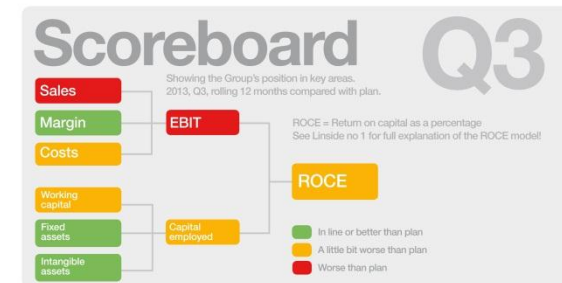 Scoreboard
Q3
Showing the Group's position in key areas.
2013, Q3, rolling 12 months compared with plan.
Sales
Margin
Costs
EBIT
ROCE = Return on capital as a percentage
See Linside no 1 for full explanation of the ROCE model!
ROCE
Working
capital
Fixed
assets
Intangible
assets
Capital
employed
In line or better than plan
A little bit worse than plan
Worse than plan